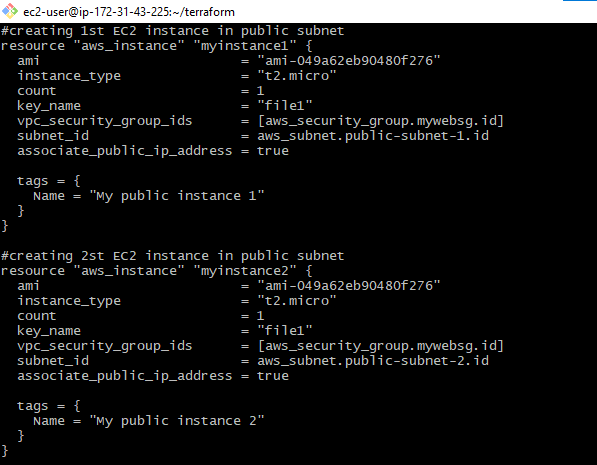 ec2-user@ip-172-31-43-225:~/terraform
#creating 1st EC2 instance in public subnet
resource "aws_instance" "myinstance1" {
  ami                         = "ami-049a62eb90480f276"
  instance_type               = "t2.micro"
  count                       = 1
  key_name                    = "file1"
  vpc_security_group_ids      = [aws_security_group.mywebsg.id]
  subnet_id                   = aws_subnet.public-subnet-1.id
  associate_public_ip_address = true

  tags = {
    Name = "My public instance 1"
  }
}

#creating 2st EC2 instance in public subnet
resource "aws_instance" "myinstance2" {
  ami                         = "ami-049a62eb90480f276"
  instance_type               = "t2.micro"
  count                       = 1
  key_name                    = "file1"
  vpc_security_group_ids      = [aws_security_group.mywebsg.id]
  subnet_id                   = aws_subnet.public-subnet-2.id
  associate_public_ip_address = true

  tags = {
    Name = "My public instance 2"
  }
}